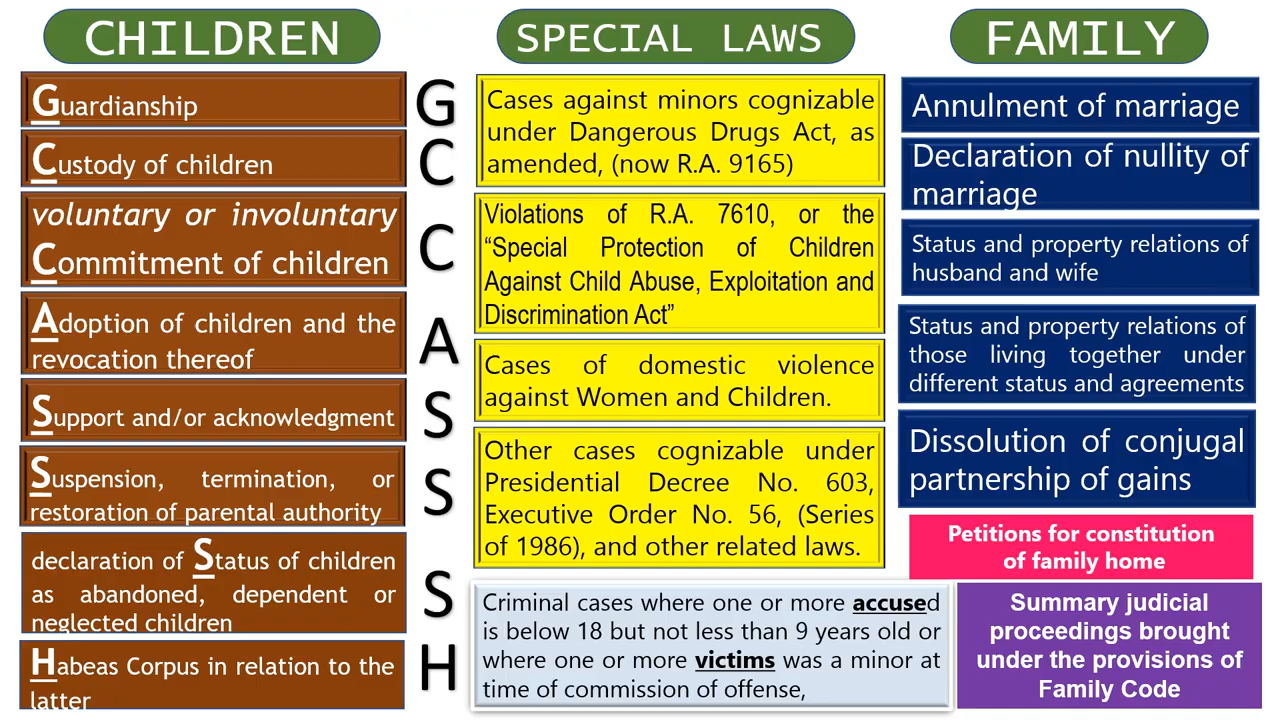 CHILDREN
Guardianship
Custody of children
voluntary or involuntary
Commitment of children
Adoption of children and the
revocation thereof
Support and/or acknowledgment
Suspension, termination, or
restoration of parental authority
declaration of Status of children
as abandoned, dependent or
neglected children
Habeas Corpus in relation to the
latter
G
C
C
A
S
S
S
H
SPECIAL LAWS
Cases against minors cognizable
under Dangerous Drugs Act, as
amended, (now R.A. 9165)
Violations of R.A. 7610, or the
“Special Protection of Children
Against Child Abuse, Exploitation and
Discrimination Act”
Cases of domestic violence
against Women and Children.
Other cases cognizable under
Presidential Decree No. 603,
Executive Order No. 56, (Series
of 1986), and other related laws.
Criminal cases where one or more accused
is below 18 but not less than 9 years old or
where one or more victims was a minor at
time of commission of offense,
FAMILY
Annulment of marriage
Declaration of nullity of
marriage
Status and property relations of
husband and wife
Status and property relations of
those living together under
different status and agreements
Dissolution of conjugal
partnership of gains
Petitions for constitution
of family home
Summary judicial
proceedings brought
under the provisions of
Family Code